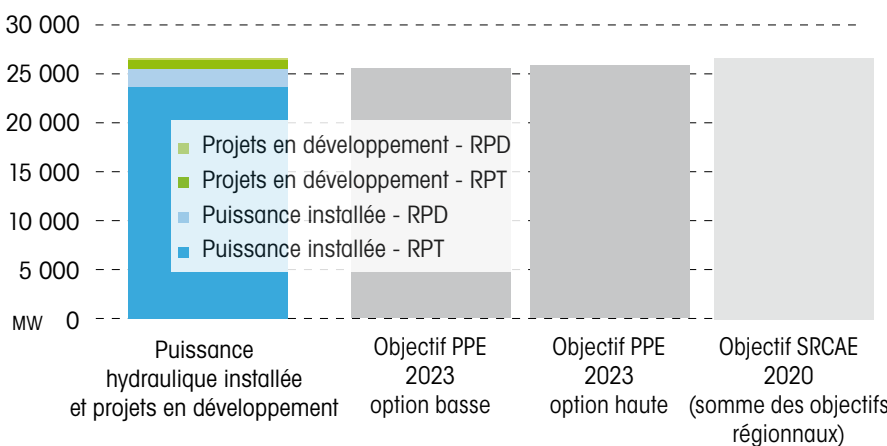 30 000
25 000
20 000
15 000
10 000
5 000
MW 0
Projets en développement - RPD
Projets en développement - RPT
Puissance installée - RPD
Puissance installée - RPT
Puissance
hydraulique installée
et projets en développement
Objectif PPE
2023
option basse
Objectif PPE
2023
option haute
Objectif SRCAE
2020
(somme des objectifs
régionnaux)